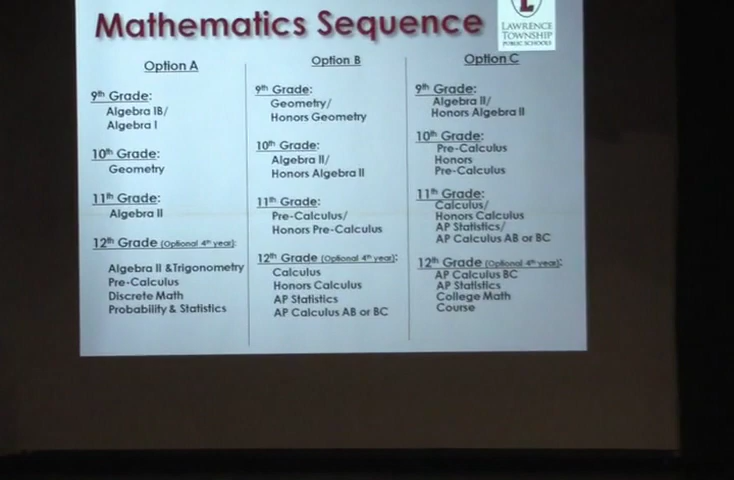 Mathematics Sequence
L
LAWRENCE
TOWNSHIP
PUBLIC SCHOOLS
Option A
9th Grade:
Algebra IB/
Algebra I
10th Grade:
Geometry
11th Grade:
Algebra II
12th Grade (Optional 4th year):
Algebra II &Trigonometry
Pre-Calculus
Discrete Math
Probability & Statistics
Option B
9th Grade:
Geometry/
Honors Geometry
10th Grade:
Algebra II/
Honors Algebra II
11th Grade:
Pre-Calculus/
Honors Pre-Calculus
12th Grade (Optional 4th year):
Calculus
Honors Calculus
AP Statistics
AP Calculus AB or BC
Option C
9th Grade:
Algebra II/
Honors Algebra II
10th Grade:
Pre-Calculus
Honors
Pre-Calculus
11th Grade:
Calculus/
Honors Calculus
AP Statistics/
AP Calculus AB or BC
12th Grade (Optional 4th year):
AP Calculus BC
AP Statistics
College Math
Course